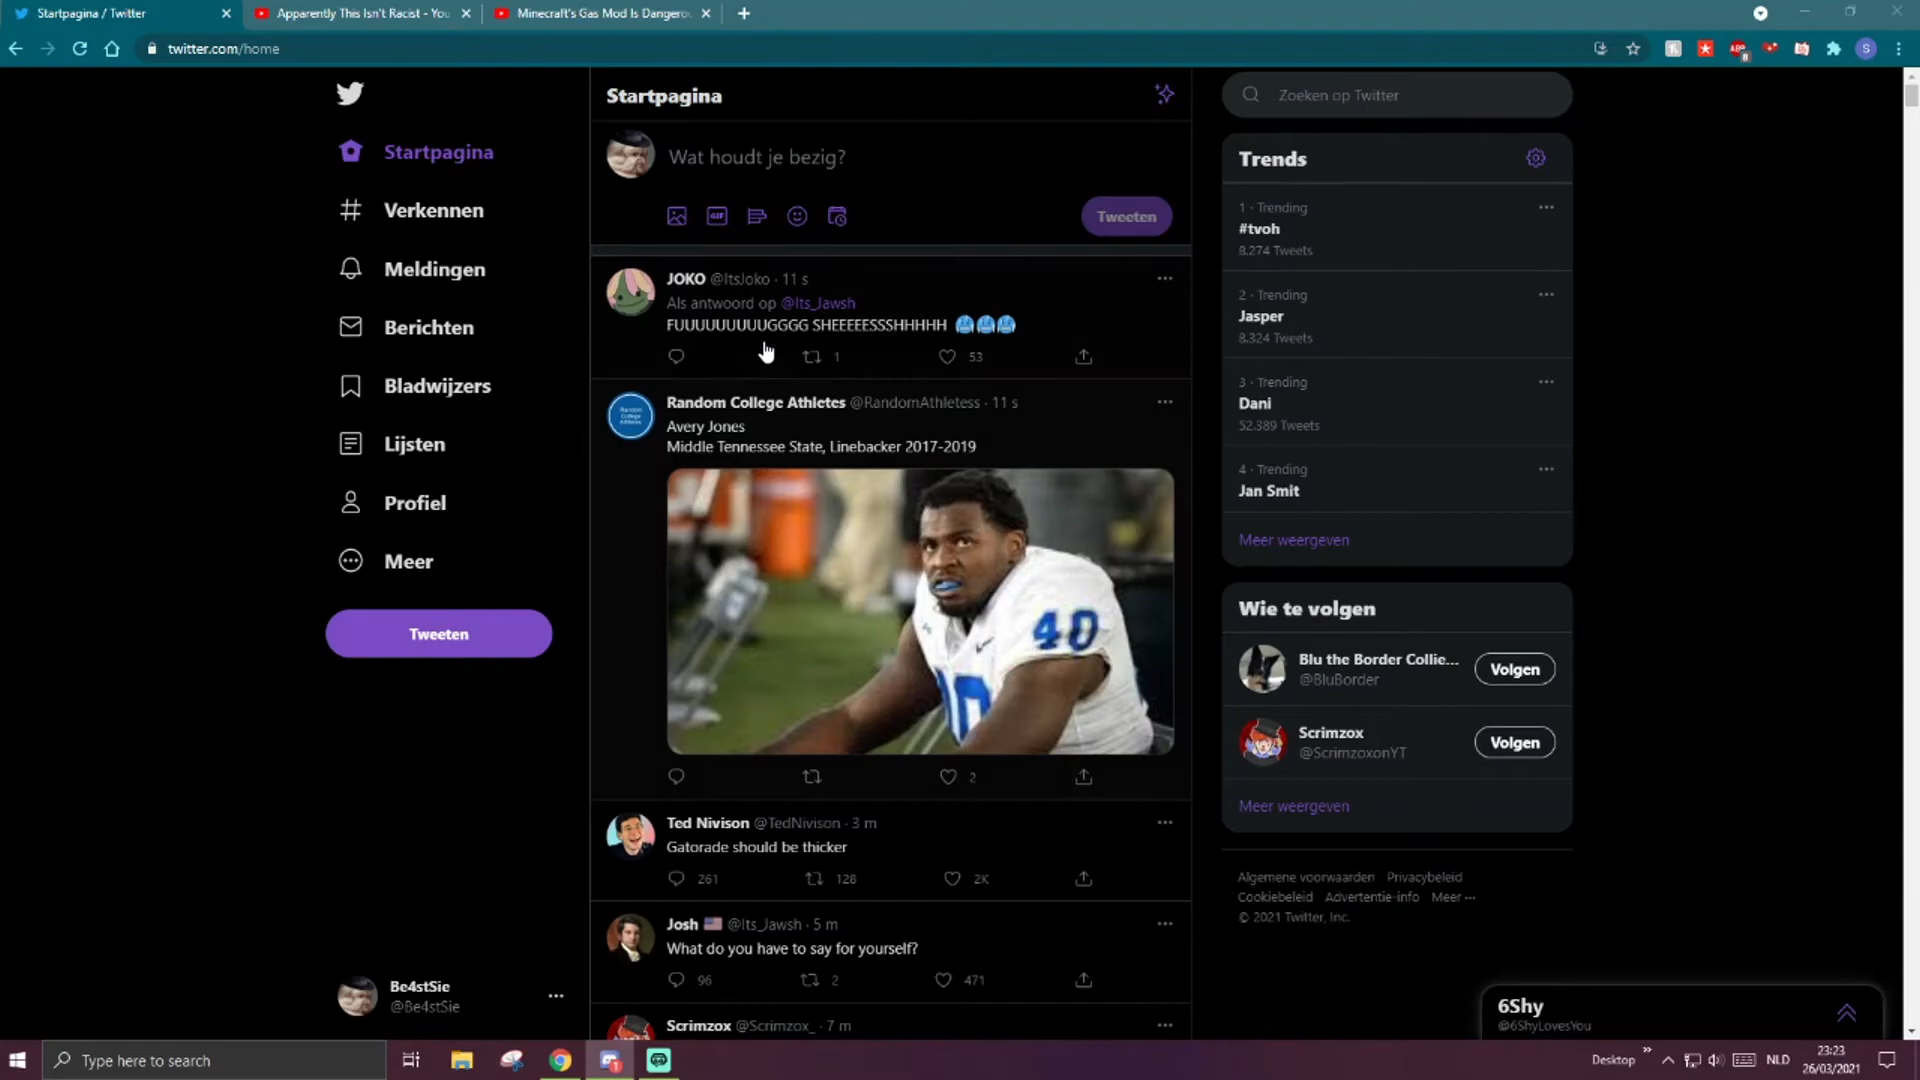 Startpagina / Twitter
Apparently This Isn't Racist - You
Minecraft's Gas Mod Is Dangerou
twitter.com/home
Startpagina
Verkennen
Meldingen
Berichten
Bladwijzers
Lijsten
Profiel
Meer
Tweeten
Be4stSie
@Be4stSie
Startpagina
Wat houdt je bezig?
GIF
Tweeten
JOKO @ItsJoko · 11 s
Als antwoord op @Its_Jawsh
FUUUUUUUUUGGGG SHEEEEESSSHHHHH
1 53
Random College Athletes @RandomAthletess · 11 s
Avery Jones
Middle Tennessee State, Linebacker 2017-2019
40
2
Ted Nivison @TedNivison · 3 m
Gatorade should be thicker
261 128 2K
Josh @Its_Jawsh · 5 m
What do you have to say for yourself?
96 2 471
Scrimzox @Scrimzox_ · 7 m
Zoeken op Twitter
Trends
1 · Trending
#tvoh
8.274 Tweets
2 · Trending
Jasper
8.324 Tweets
3 · Trending
Dani
52.389 Tweets
4 · Trending
Jan Smit
Meer weergeven
Wie te volgen
Blu the Border Collie...
@BluBorder
Volgen
Scrimzox
@ScrimzoxonYT
Volgen
Meer weergeven
Algemene voorwaarden Privacybeleid
Cookiebeleid Advertentie-info Meer ···
© 2021 Twitter, Inc.
6Shy
@6ShyLovesYou
Type here to search
Desktop
NLD
23:23
26/03/2021